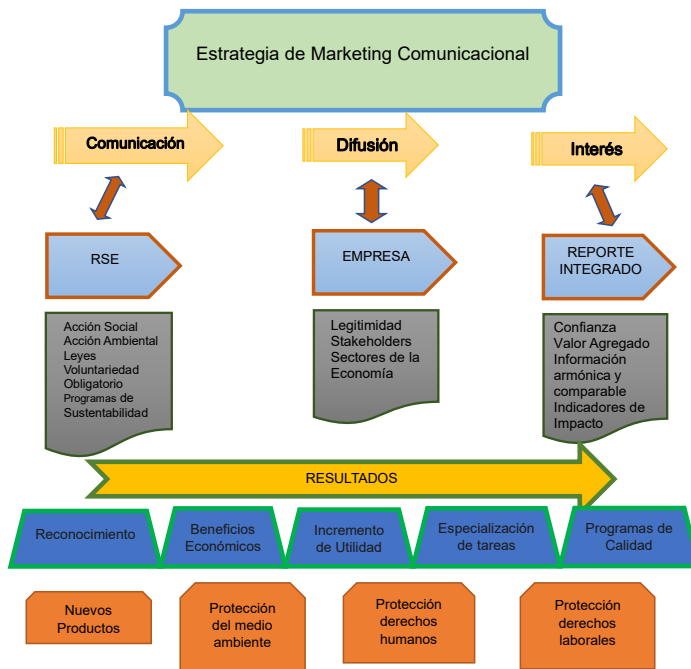 Estrategia de Marketing Comunicacional
Comunicación
Difusión
Interés
RSE
EMPRESA
REPORTE
INTEGRADO
Acción Social
Acción Ambiental
Leyes
Voluntariedad
Obligatorio
Programas de
Sustentabilidad
Legitimidad
Stakeholders
Sectores de la
Economía
Confianza
Valor Agregado
Información
armónica y
comparable
Indicadores de
Impacto
RESULTADOS
Reconocimiento
Beneficios
Económicos
Incremento
de Utilidad
Especialización
de tareas
Programas de
Calidad
Nuevos
Productos
Protección
del medio
ambiente
Protección
derechos
humanos
Protección
derechos
laborales